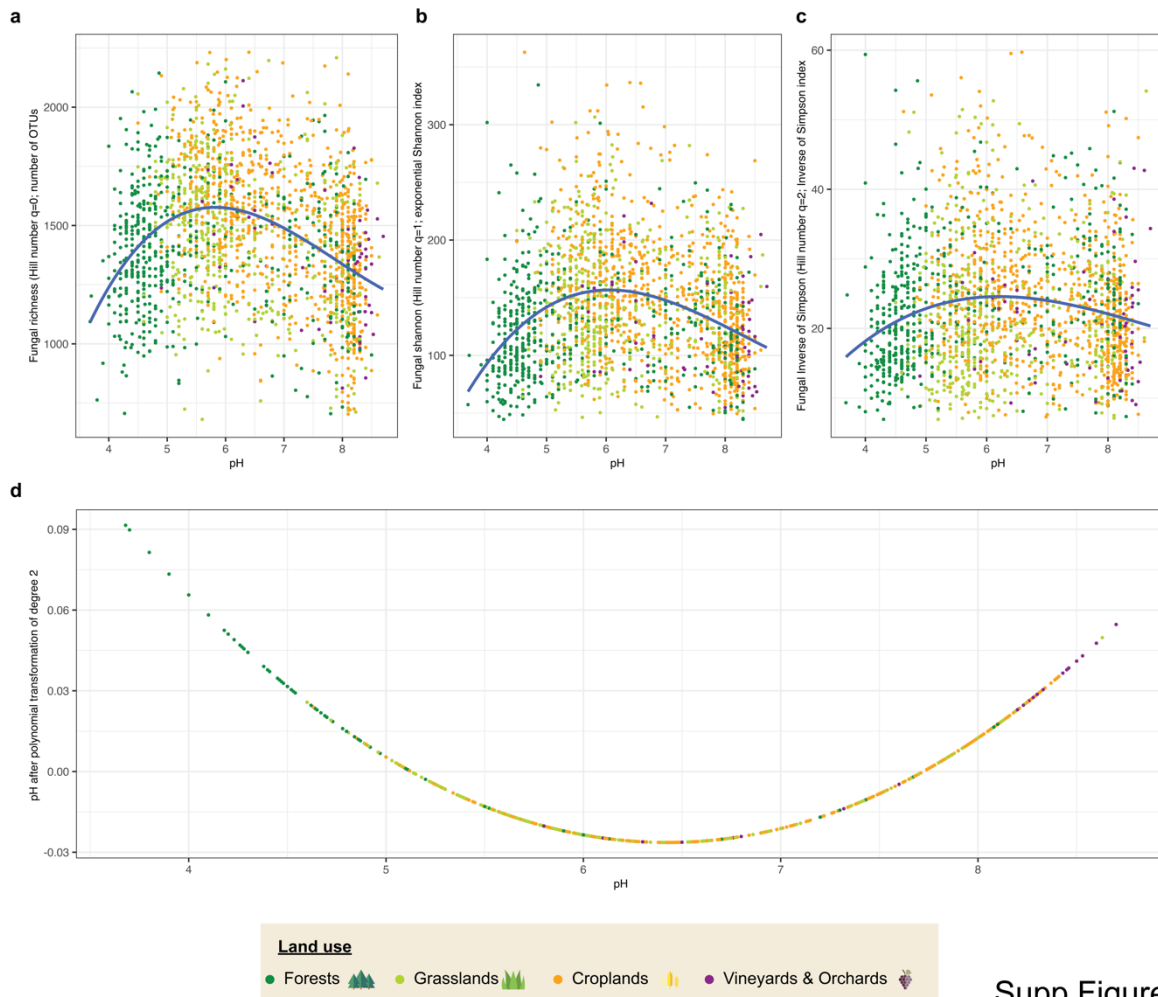 a
b
c
Fungal richness (Hill number q=0; number of OTUs
2000
1500
1000
4 5 6 7 8
pH
Fungal shannon (Hill number q=1; exponential Shannon index
300
200
100
4 5 6 7 8
pH
Fungal Inverse of Simpson (Hill number q=2; Inverse of Simpson index
60
40
20
4 5 6 7 8
pH
d
pH after polynomial transformation of degree 2
0.09
0.06
0.03
0.00
-0.03
4 5 6 7 8
pH
Land use
Forests Grasslands Croplands Vineyards & Orchards
Supp Figure